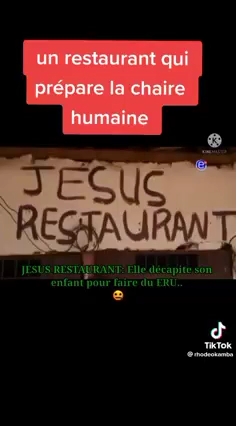 un restaurant qui
prépare la chaire
humaine
KINEMASTER
JESUS
RESTAURANT
JESUS RESTAURANT: Elle décapite son
enfant pour faire du ERU..
TikTok
@ rhodeokamba